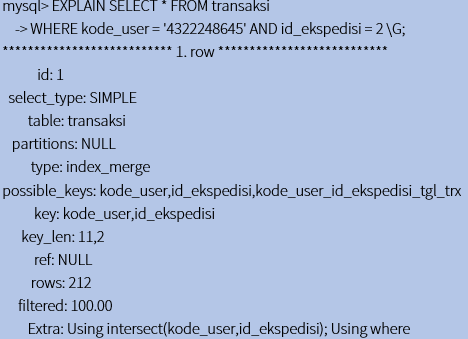 mysql> EXPLAIN SELECT * FROM transaksi
-> WHERE kode_user = '4322248645' AND id_ekspedisi = 2 \G;
*************************** 1. row ***************************
id: 1
select_type: SIMPLE
table: transaksi
partitions: NULL
type: index_merge
possible_keys: kode_user,id_ekspedisi,kode_user_id_ekspedisi_tgl_trx
key: kode_user,id_ekspedisi
key_len: 11,2
ref: NULL
rows: 212
filtered: 100.00
Extra: Using intersect(kode_user,id_ekspedisi); Using where